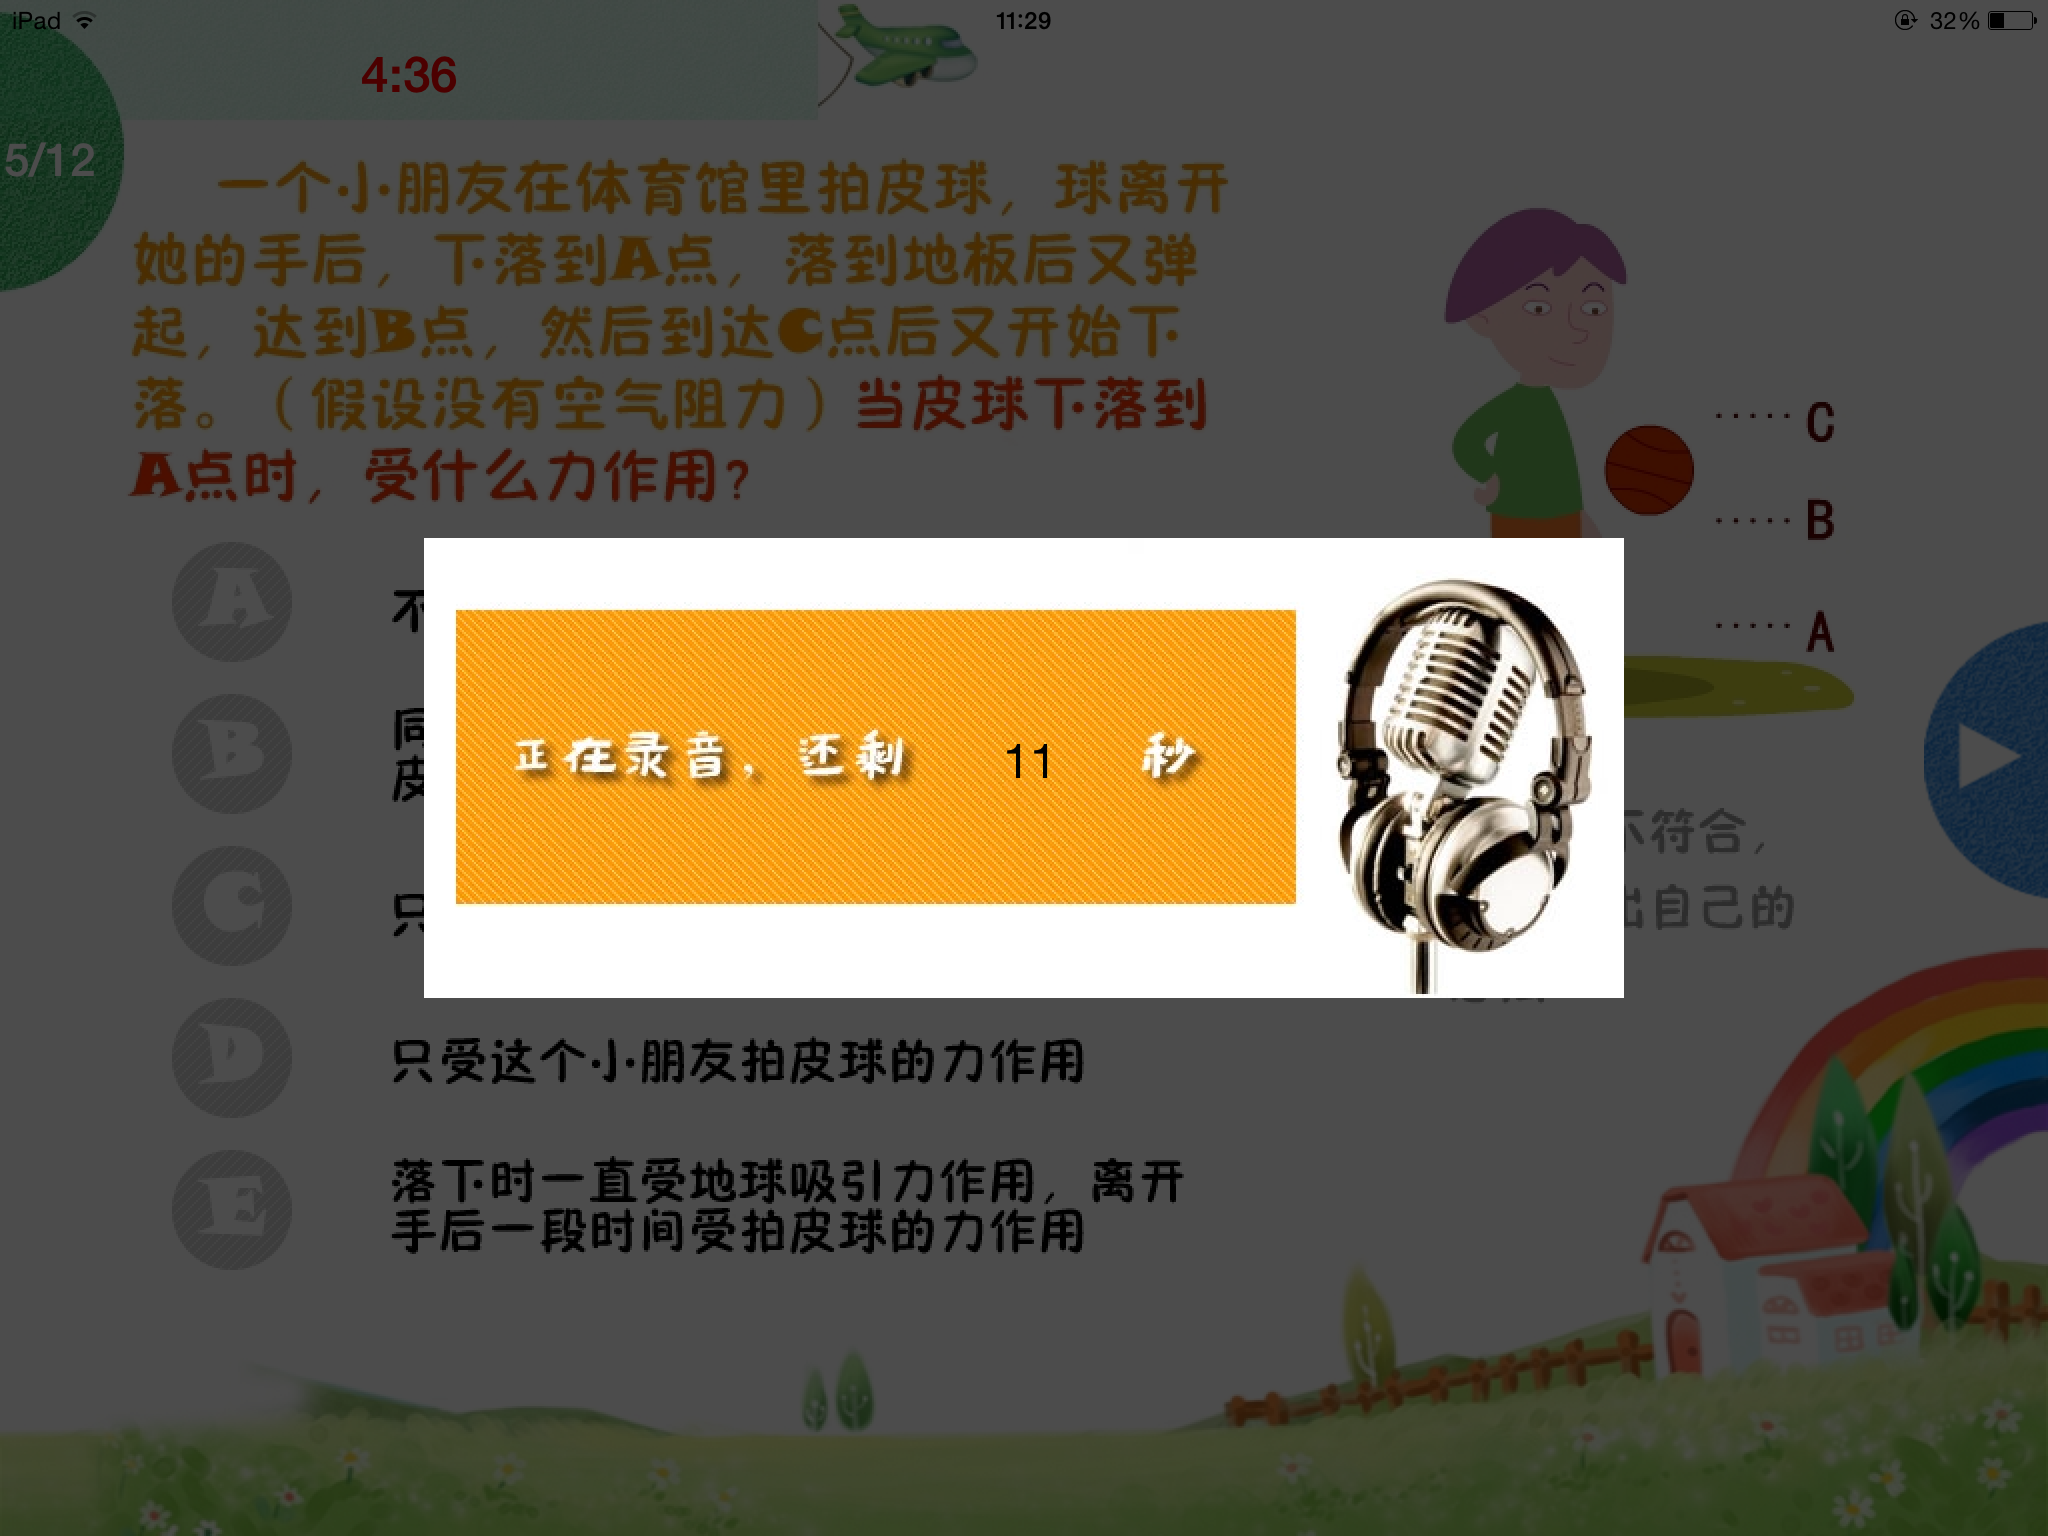 iPad
11:29
32%
4:36
5/12
一个小朋友在体育馆里拍皮球，球离开
她的手后，下落到A点，落到地板后又弹
起，达到B点，然后到达C点后又开始下
落。（假设没有空气阻力）当皮球下落到
A点时，受什么力作用？
C
B
A
A
不
B
同
皮
正在录音，还剩 11 秒
不符合，
C
只
出自己的
D
只受这个小朋友拍皮球的力作用
E
落下时一直受地球吸引力作用，离开
手后一段时间受拍皮球的力作用